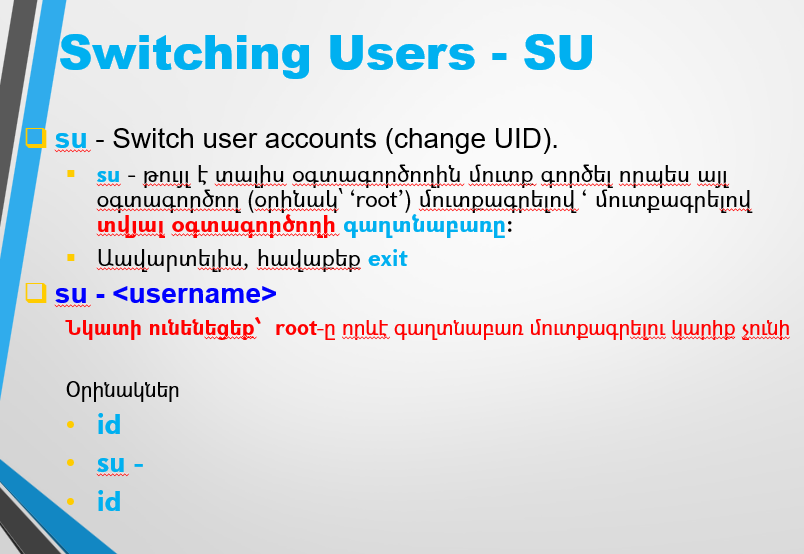 Switching Users - SU
su - Switch user accounts (change UID).
su - թույլ է տալիս օգտագործողին մուտք գործել որպես այլ
օգտագործող (օրինակ՝ ‘root’) մուտքագրելով ‘ մուտքագրելով
տվյալ օգտագործողի գաղտնաբառը:
Աավարտելիս, հավաքեք exit
su - <username>
Նկատի ունենեցեք՝ root-ը որևէ գաղտնաբառ մուտքագրելու կարիք չունի
Օրինակներ
id
su -
id